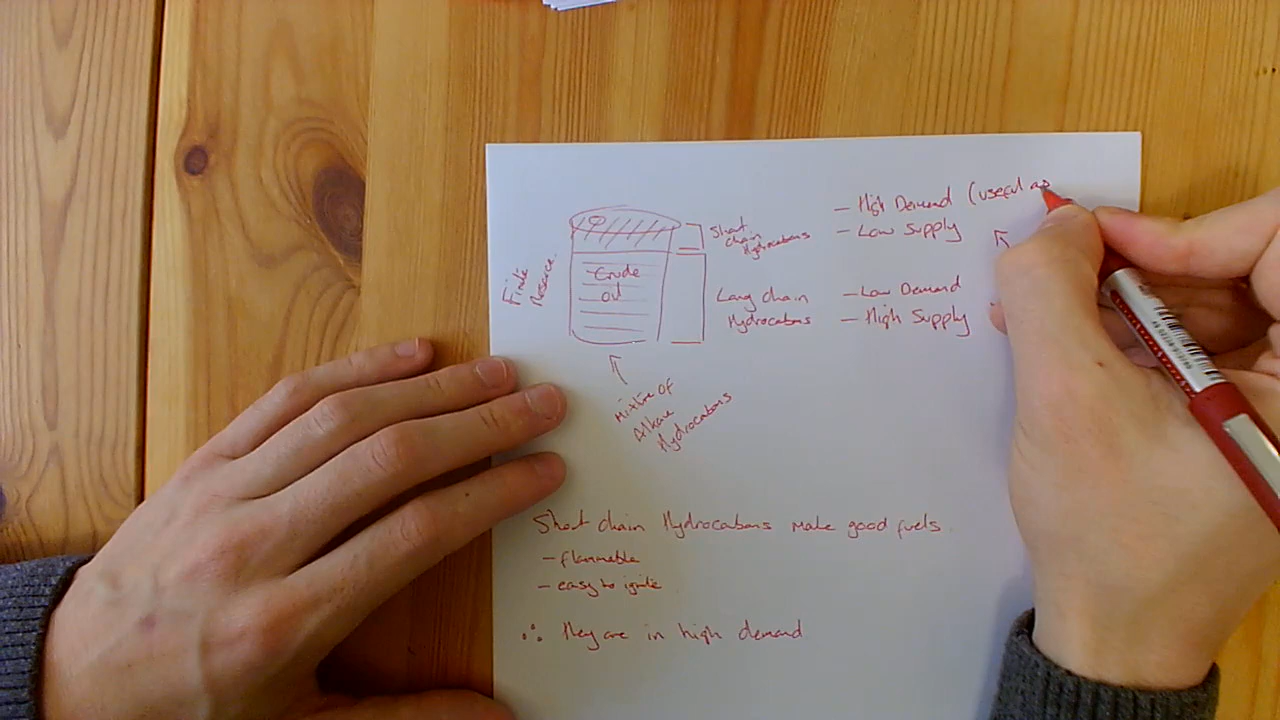 - High Demand (useful as
- Low Supply
Short
chain
Hydrocarbons
Finite
Resource.
Crude
oil
Long chain
Hydrocarbons
- Low Demand
- High Supply
Mixture of
Alkane
Hydrocarbons
Short chain Hydrocarbons make good fuels.
- flammable
- easy to ignite
∴ they are in high demand